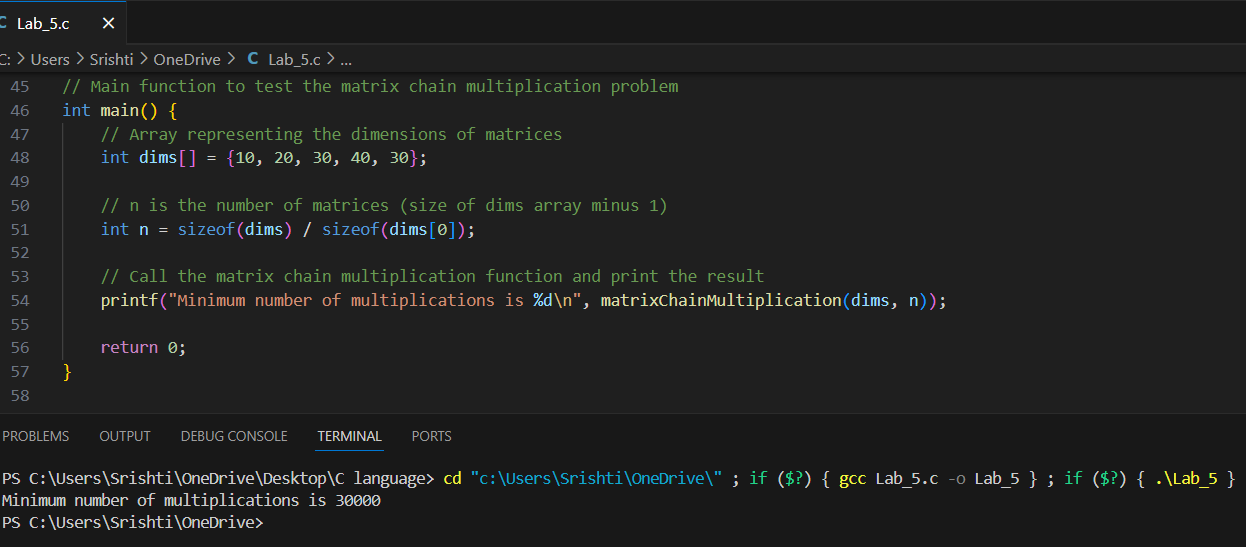 C Lab_5.c ×
C: > Users > Srishti > OneDrive > C Lab_5.c > ...
45 // Main function to test the matrix chain multiplication problem
46 int main() {
47     // Array representing the dimensions of matrices
48     int dims[] = {10, 20, 30, 40, 30};
49
50     // n is the number of matrices (size of dims array minus 1)
51     int n = sizeof(dims) / sizeof(dims[0]);
52
53     // Call the matrix chain multiplication function and print the result
54     printf("Minimum number of multiplications is %d\n", matrixChainMultiplication(dims, n));
55
56     return 0;
57 }
58
PROBLEMS OUTPUT DEBUG CONSOLE TERMINAL PORTS
PS C:\Users\Srishti\OneDrive\Desktop\C language> cd "c:\Users\Srishti\OneDrive\" ; if ($?) { gcc Lab_5.c -o Lab_5 } ; if ($?) { .\Lab_5 }
Minimum number of multiplications is 30000
PS C:\Users\Srishti\OneDrive>